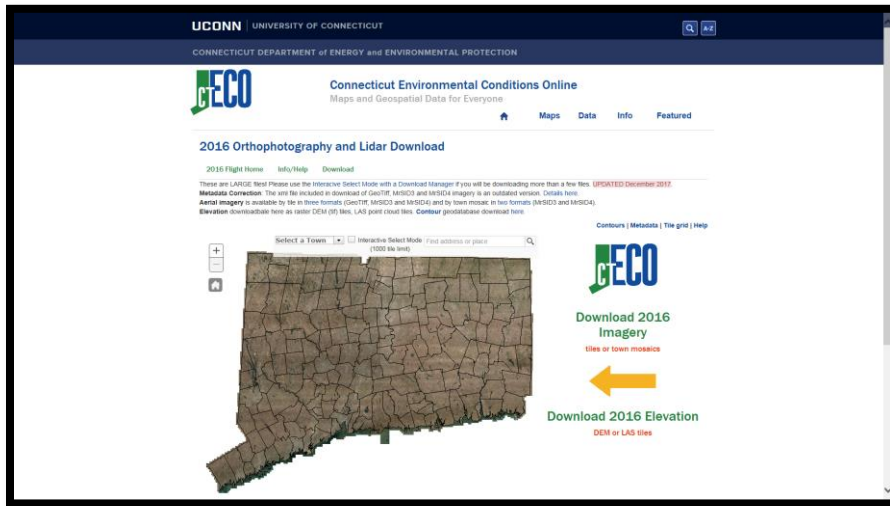 UCONN | UNIVERSITY OF CONNECTICUT
A-Z
CONNECTICUT DEPARTMENT of ENERGY and ENVIRONMENTAL PROTECTION
CTECO
Connecticut Environmental Conditions Online
Maps and Geospatial Data for Everyone
Maps Data Info Featured
2016 Orthophotography and Lidar Download
2016 Flight Home Info/Help Download
These are LARGE files! Please use the Interacive Select Mode with a Download Manager if you will be downloading more than a few files. UPDATED December 2017.
Metadata Correction: The xml file included in download of GeoTiff, MrSID3 and MrSID4 imagery is an outdated version. Details here.
Aerial imagery is available by tile in three formats (GeoTiff, MrSID3 and MrSID4) and by town mosaic in two formats (MrSID3 and MrSID4).
Elevation downloadbale here as raster DEM (tif) tiles, LAS point cloud tiles. Contour geodatabase download here.
Contours | Metadata | Tile grid | Help
Select a Town Interactive Select Mode Find address or place
(1000 tile limit)
+
−
CTECO
Download 2016
Imagery
tiles or town mosaics
Download 2016 Elevation
DEM or LAS tiles